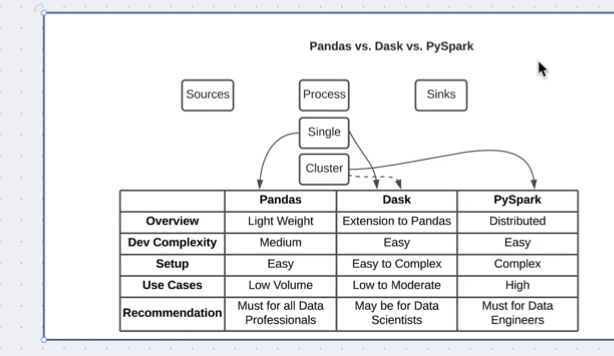 Pandas vs. Dask vs. PySpark
Sources Process Sinks
Single
Cluster
Pandas Dask PySpark
Overview Light Weight Extension to Pandas Distributed
Dev Complexity Medium Easy Easy
Setup Easy Easy to Complex Complex
Use Cases Low Volume Low to Moderate High
Recommendation Must for all Data Professionals May be for Data Scientists Must for Data Engineers